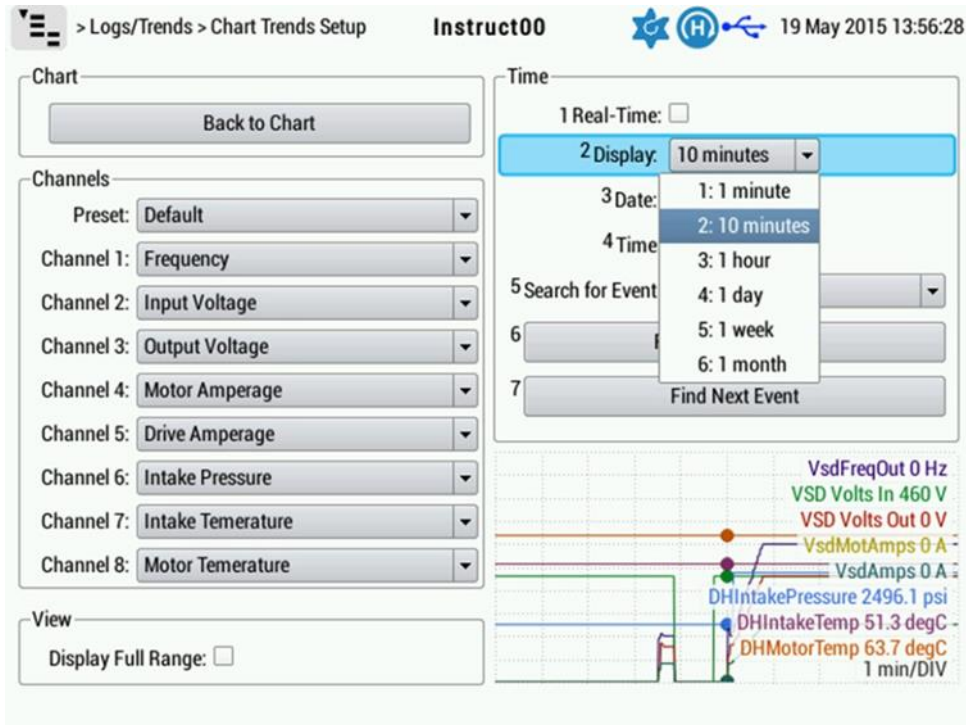 > Logs/Trends > Chart Trends Setup Instruct00 H 19 May 2015 13:56:28
Chart
Back to Chart
Channels
Preset: Default
Channel 1: Frequency
Channel 2: Input Voltage
Channel 3: Output Voltage
Channel 4: Motor Amperage
Channel 5: Drive Amperage
Channel 6: Intake Pressure
Channel 7: Intake Temerature
Channel 8: Motor Temerature
View
Display Full Range:
Time
1 Real-Time:
2 Display: 10 minutes
1: 1 minute
2: 10 minutes
3: 1 hour
4: 1 day
5: 1 week
6: 1 month
3 Date:
4 Time
5 Search for Event
6
7 Find Next Event
VsdFreqOut 0 Hz
VSD Volts In 460 V
VSD Volts Out 0 V
VsdMotAmps 0 A
VsdAmps 0 A
DHIntakePressure 2496.1 psi
DHIntakeTemp 51.3 degC
DHMotorTemp 63.7 degC
1 min/DIV